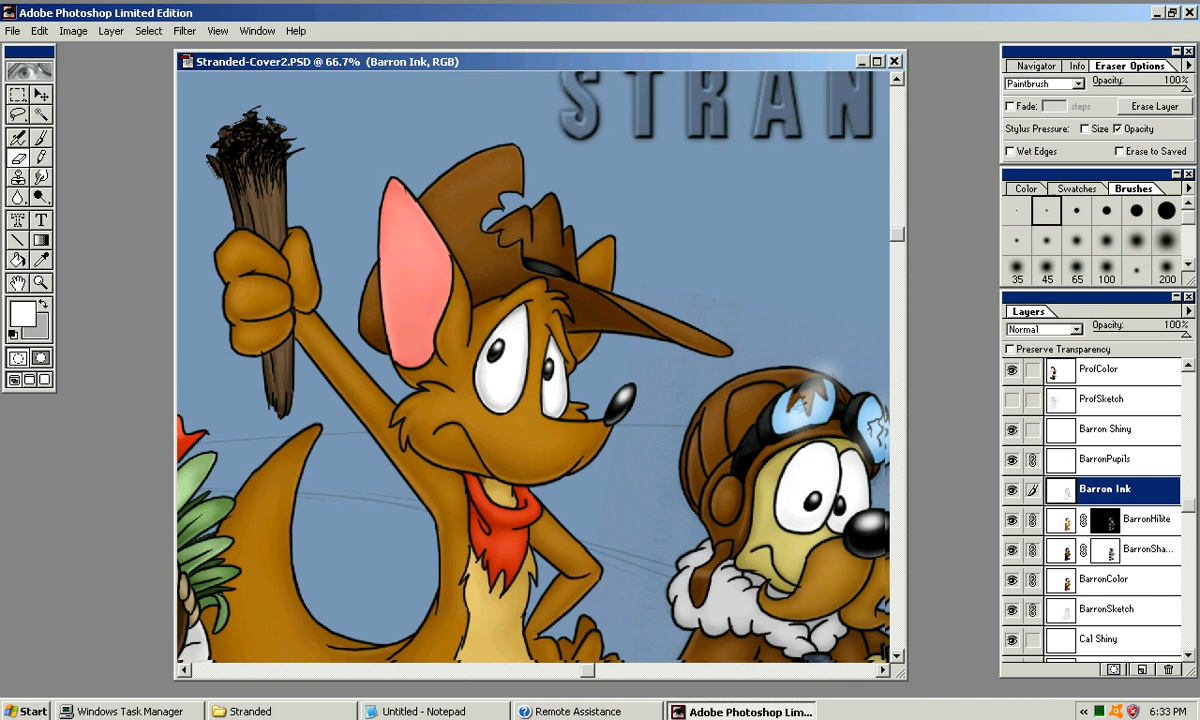 Adobe Photoshop Limited Edition
File Edit Image Layer Select Filter View Window Help
Stranded-Cover2.PSD @ 66.7% (Barron Ink, RGB)
STRAN
Navigator Info Eraser Options
Paintbrush Opacity: 100%
Fade: steps Erase Layer
Stylus Pressure: Size Opacity
Wet Edges Erase to Saved
Color Swatches Brushes
35 45 65 100 200
Layers
Normal Opacity: 100%
Preserve Transparency
ProfColor
ProfSketch
Barron Shiny
BarronPupils
Barron Ink
BarronHilite
BarronSha...
BarronColor
BarronSketch
Cal Shiny
Start Windows Task Manager Stranded Untitled - Notepad Remote Assistance Adobe Photoshop Lim... 6:33 PM